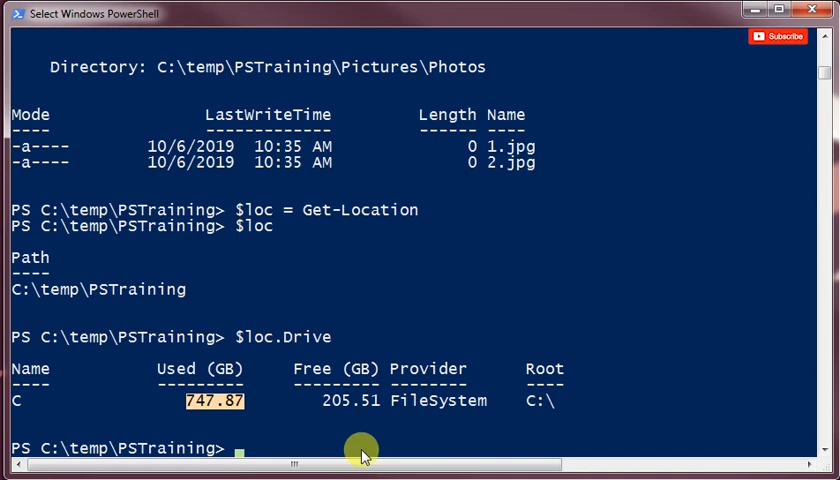 Select Windows PowerShell
Subscribe
Directory: C:\temp\PSTraining\Pictures\Photos
Mode LastWriteTime Length Name
---- ------------- ------ ----
-a---- 10/6/2019 10:35 AM 0 1.jpg
-a---- 10/6/2019 10:35 AM 0 2.jpg
PS C:\temp\PSTraining> $loc = Get-Location
PS C:\temp\PSTraining> $loc
Path
----
C:\temp\PSTraining
PS C:\temp\PSTraining> $loc.Drive
Name Used (GB) Free (GB) Provider Root
---- --------- --------- -------- ----
C 747.87 205.51 FileSystem C:\
PS C:\temp\PSTraining>